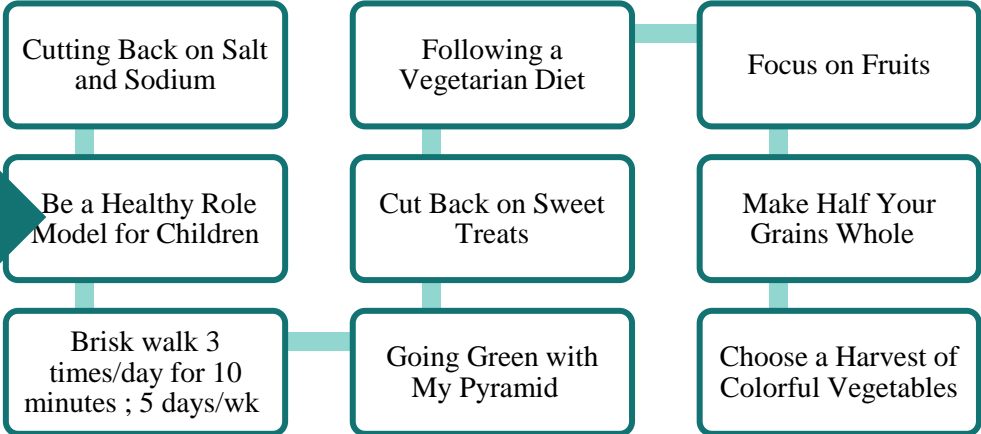 Cutting Back on Salt
and Sodium
Be a Healthy Role
Model for Children
Brisk walk 3
times/day for 10
minutes ; 5 days/wk
Going Green with
My Pyramid
Cut Back on Sweet
Treats
Following a
Vegetarian Diet
Focus on Fruits
Make Half Your
Grains Whole
Choose a Harvest of
Colorful Vegetables